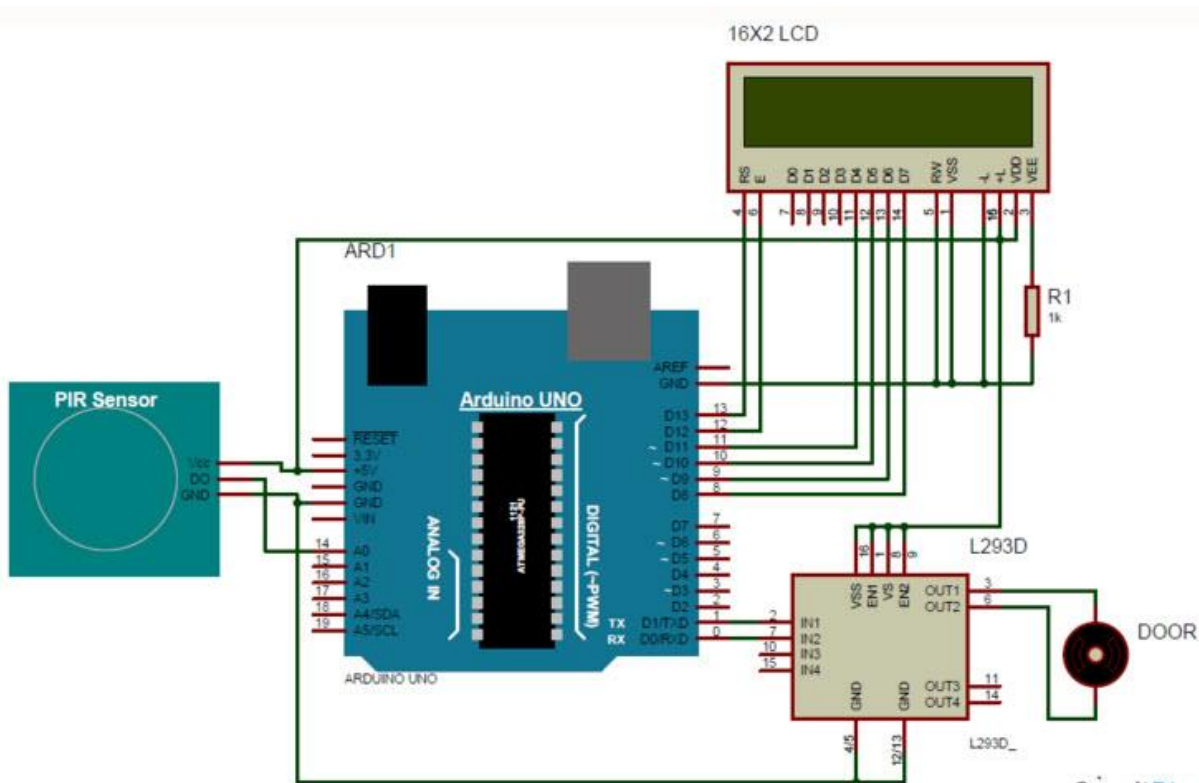 16X2 LCD
RS
E
D0
D1
D2
D3
D4
D5
D6
D7
RW
VSS
-L
+L
VDD
VEE
4
6
7
8
9
10
11
12
13
14
5
1
16
2
3
R1
1k
ARD1
Arduino UNO
PIR Sensor
Vcc
DO
GND
RESET
3.3V
+5V
GND
GND
VIN
14 A0
15 A1
16 A2
17 A3
18 A4/SDA
19 A5/SCL
ANALOG IN
DIGITAL (~PWM)
TX
RX
AREF
GND
D13 13
D12 12
~ D11 11
~ D10 10
~ D9 9
D8 8
D7 7
~ D6 6
~ D5 5
D4 4
~ D3 3
D2 2
D1/TXD 1
D0/RXD 0
ARDUINO UNO
L293D
16
1
8
9
VSS
EN1
VS
EN2
2 IN1
7 IN2
10 IN3
15 IN4
OUT1 3
OUT2 6
OUT3 11
OUT4 14
GND
GND
4/5
12/13
L293D_
DOOR